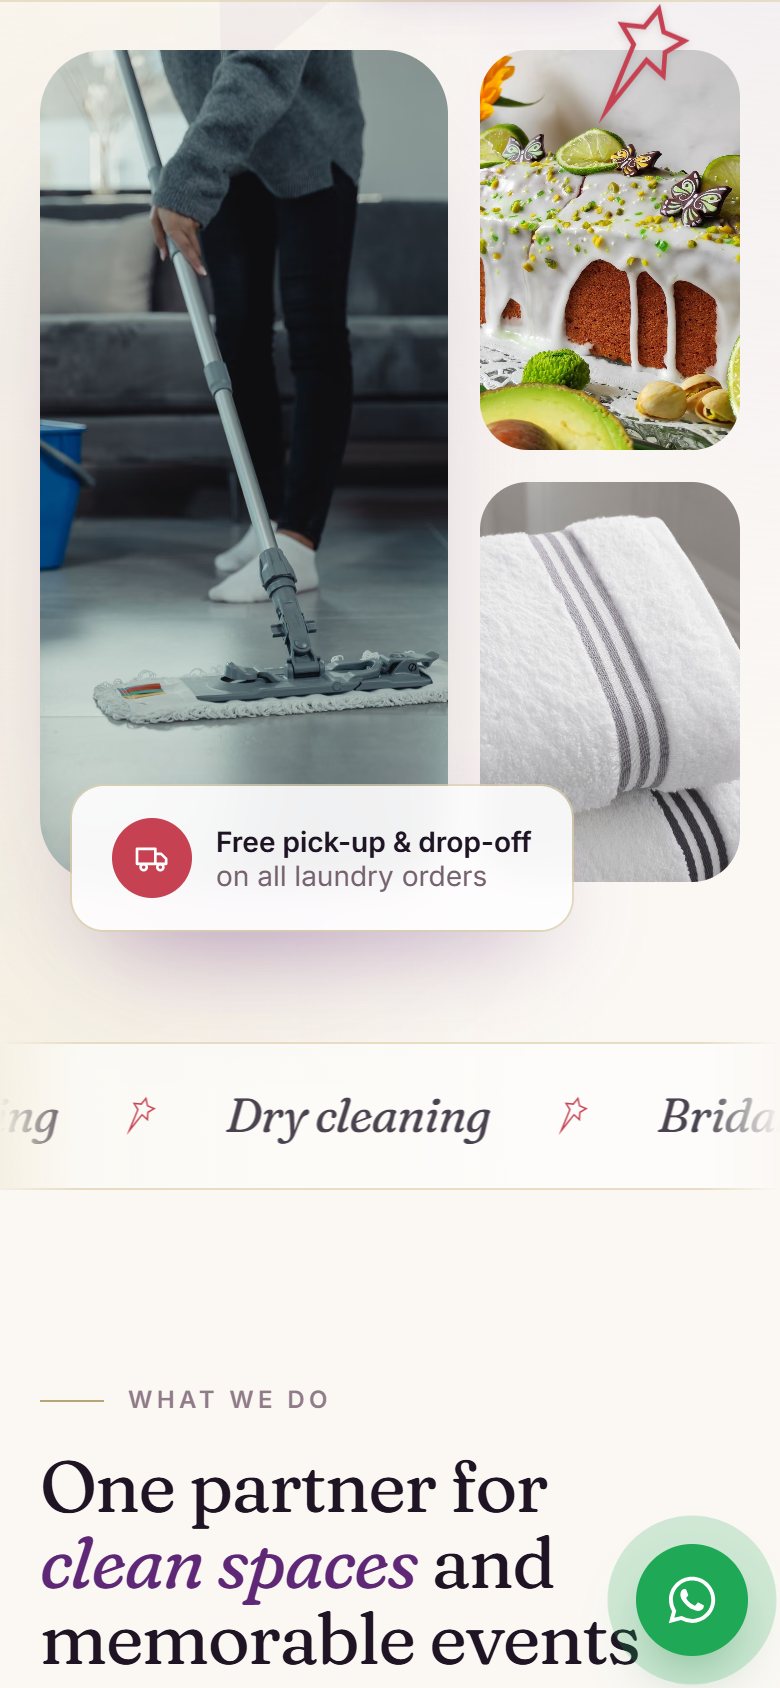 Free pick-up & drop-off
on all laundry orders
Dry cleaning
WHAT WE DO
One partner for
clean spaces and
memorable events